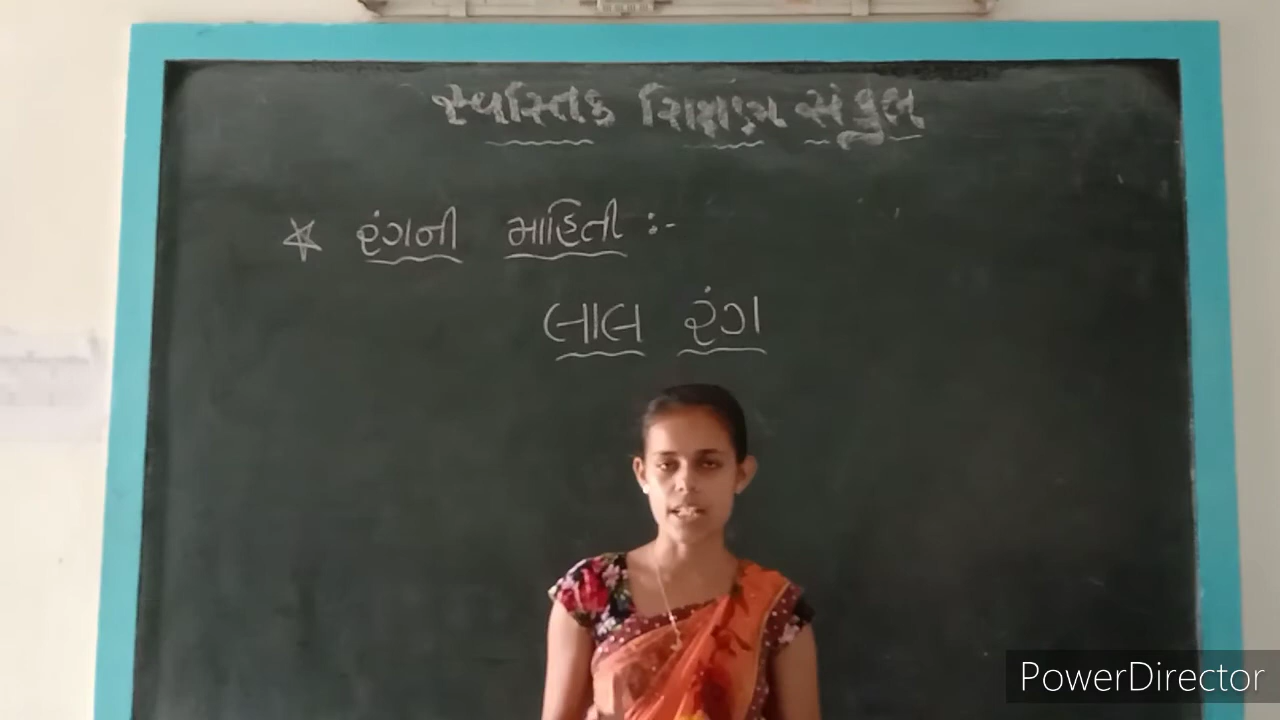 સ્વસ્તિક શિક્ષણ સંકુલ
☆ રંગની માહિતી :-
લાલ રંગ
PowerDirector